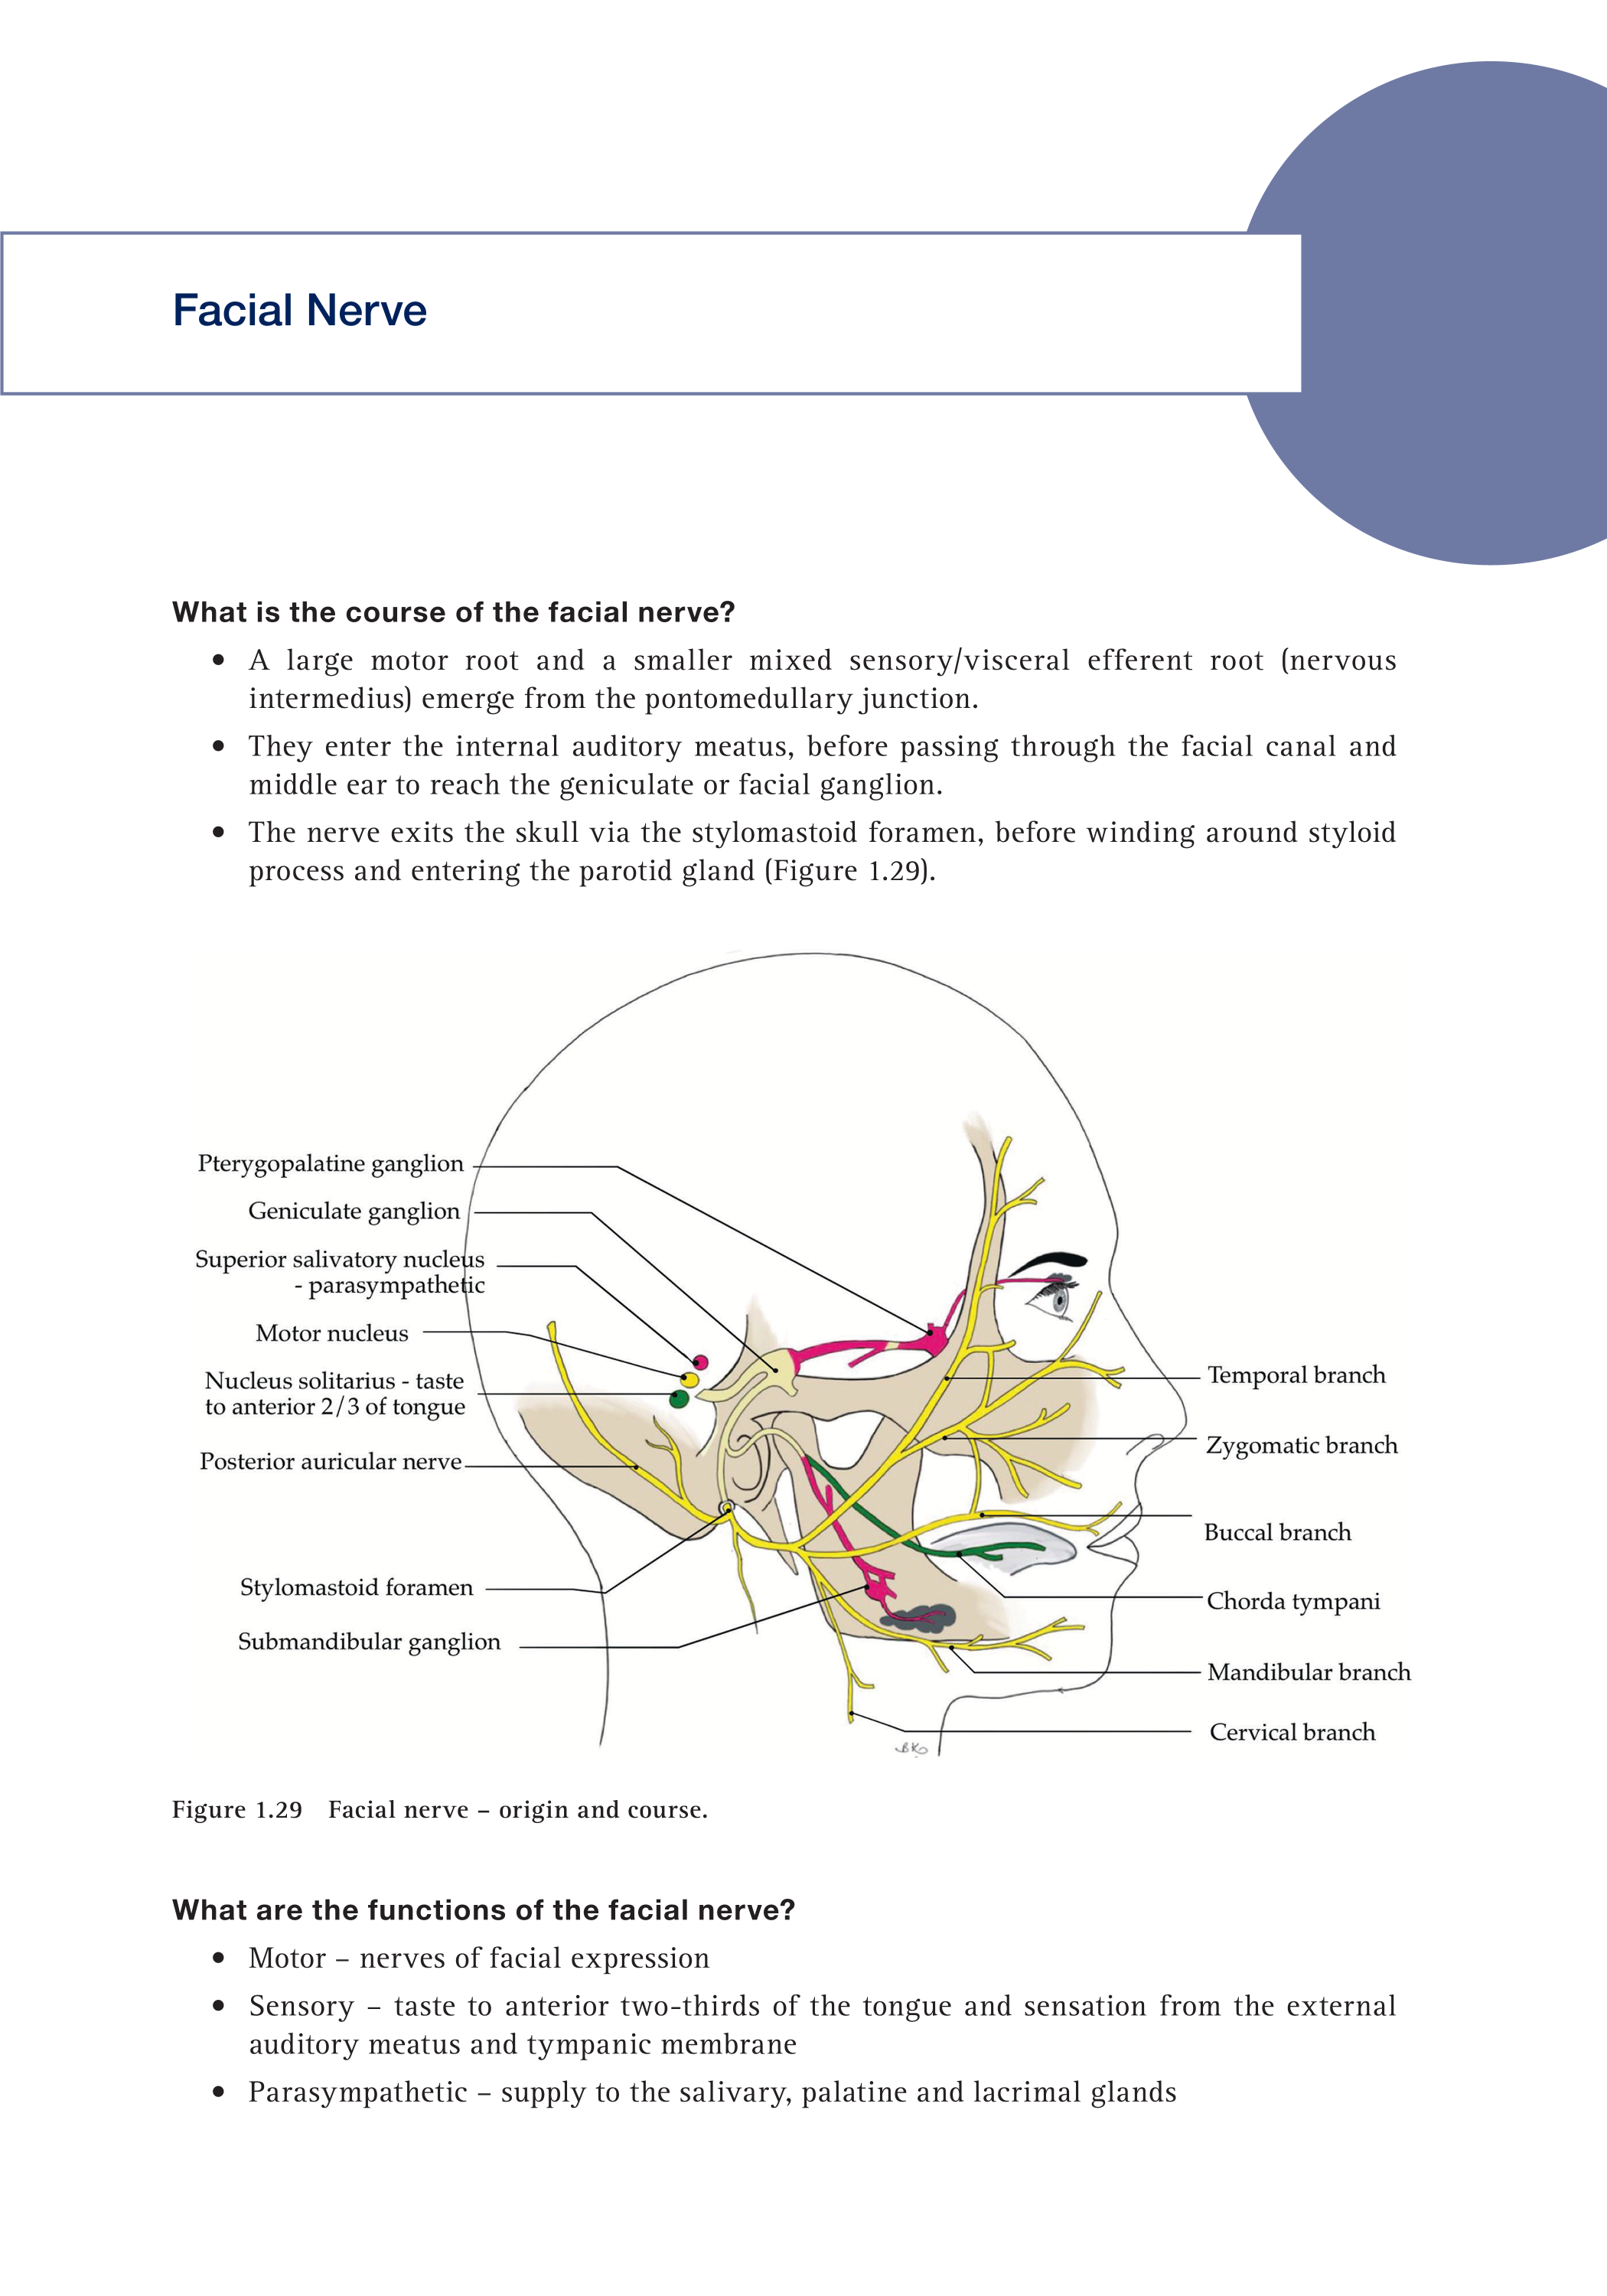 Facial Nerve
What is the course of the facial nerve?
• A large motor root and a smaller mixed sensory/visceral efferent root (nervous
intermedius) emerge from the pontomedullary junction.
• They enter the internal auditory meatus, before passing through the facial canal and
middle ear to reach the geniculate or facial ganglion.
• The nerve exits the skull via the stylomastoid foramen, before winding around styloid
process and entering the parotid gland (Figure 1.29).
Pterygopalatine ganglion
Geniculate ganglion
Superior salivatory nucleus
- parasympathetic
Motor nucleus
Nucleus solitarius - taste
to anterior 2/3 of tongue
Posterior auricular nerve
Stylomastoid foramen
Submandibular ganglion
Temporal branch
Zygomatic branch
Buccal branch
Chorda tympani
Mandibular branch
Cervical branch
BK
Figure 1.29 Facial nerve – origin and course.
What are the functions of the facial nerve?
• Motor – nerves of facial expression
• Sensory – taste to anterior two-thirds of the tongue and sensation from the external
auditory meatus and tympanic membrane
• Parasympathetic – supply to the salivary, palatine and lacrimal glands